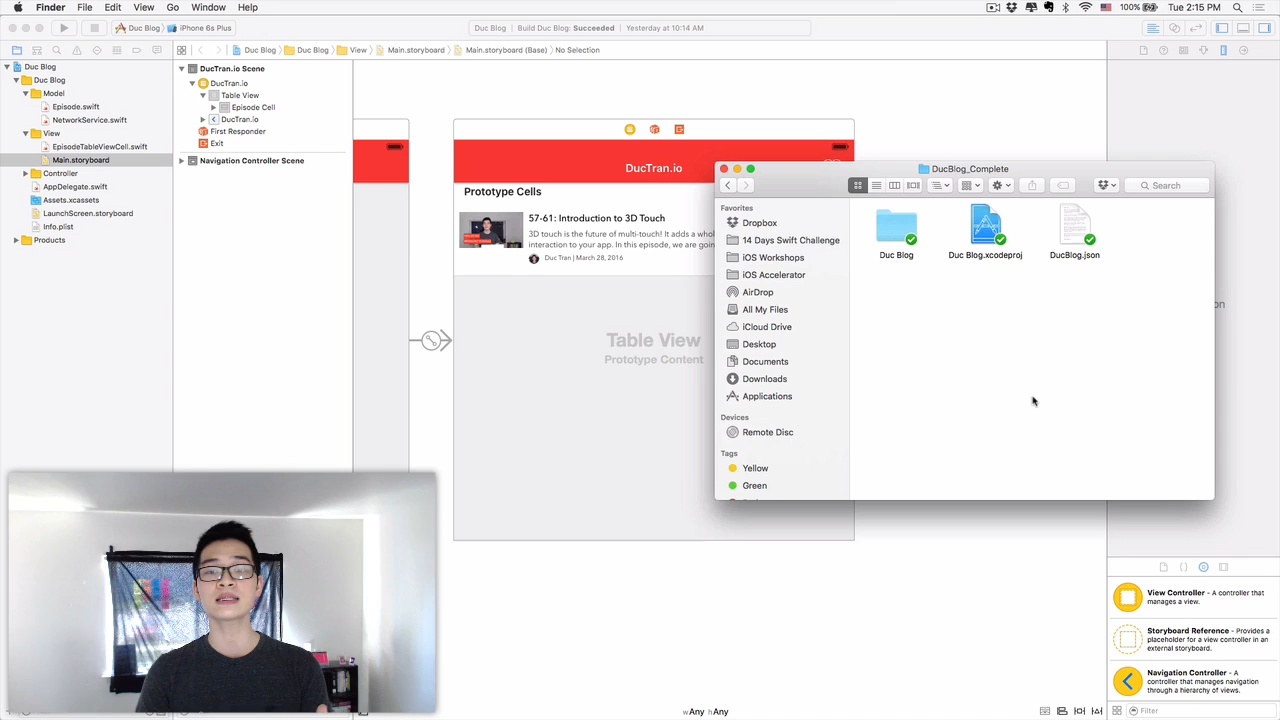 Finder File Edit View Go Window Help
100% Tue 2:15 PM
Duc Blog iPhone 6s Plus
Duc Blog Build Duc Blog: Succeeded Yesterday at 10:14 AM
Duc Blog Duc Blog View Main.storyboard Main.storyboard (Base) No Selection
Duc Blog
Duc Blog
Model
Episode.swift
NetworkService.swift
View
EpisodeTableViewCell.swift
Main.storyboard
Controller
AppDelegate.swift
Assets.xcassets
LaunchScreen.storyboard
Info.plist
Products
DucTran.io Scene
DucTran.io
Table View
Episode Cell
DucTran.io
First Responder
Exit
Navigation Controller Scene
DucTran.io
Prototype Cells
57-61: Introduction to 3D Touch
3D touch is the future of multi-touch! It adds a whol
interaction to your app. In this episode, we are goin
Duc Tran | March 28, 2016
Table View
Prototype Content
DucBlog_Complete
Search
Favorites
Dropbox
14 Days Swift Challenge
iOS Workshops
iOS Accelerator
AirDrop
All My Files
iCloud Drive
Desktop
Documents
Downloads
Applications
Devices
Remote Disc
Tags
Yellow
Green
Duc Blog
Duc Blog.xcodeproj
DucBlog.json
on
View Controller - A controller that
manages a view.
Storyboard Reference - Provides a
placeholder for a view controller in an
external storyboard.
Navigation Controller - A
controller that manages navigation
through a hierarchy of views.
wAny hAny
Filter